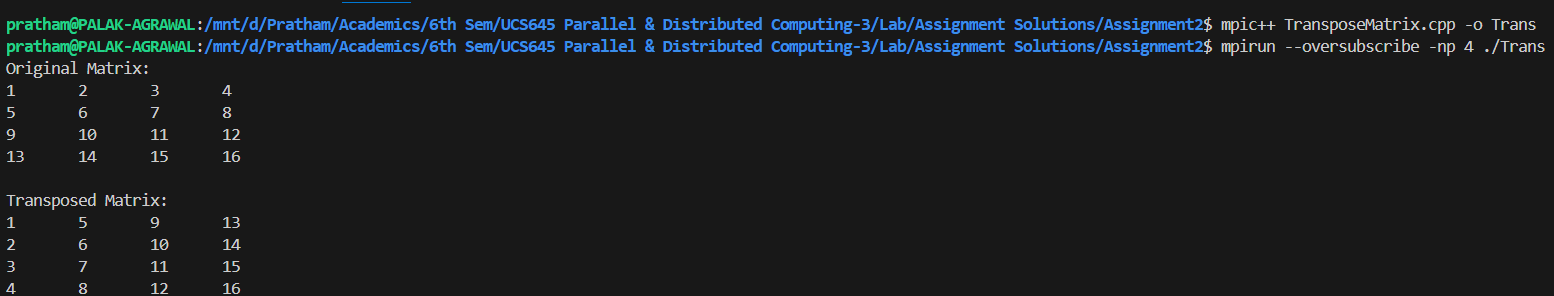 pratham@PALAK-AGRAWAL:/mnt/d/Pratham/Academics/6th Sem/UCS645 Parallel & Distributed Computing-3/Lab/Assignment Solutions/Assignment2$ mpic++ TransposeMatrix.cpp -o Trans
pratham@PALAK-AGRAWAL:/mnt/d/Pratham/Academics/6th Sem/UCS645 Parallel & Distributed Computing-3/Lab/Assignment Solutions/Assignment2$ mpirun --oversubscribe -np 4 ./Trans
Original Matrix:
1 2 3 4
5 6 7 8
9 10 11 12
13 14 15 16
Transposed Matrix:
1 5 9 13
2 6 10 14
3 7 11 15
4 8 12 16